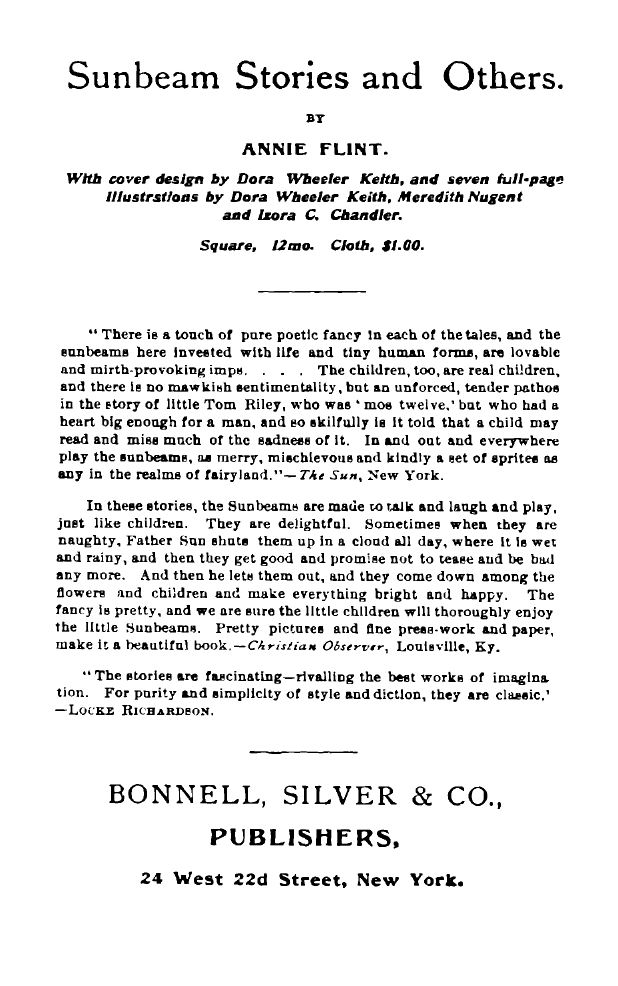 Sunbeam Stories and Others.
BY
ANNIE FLINT.
With cover design by Dora Wheeler Keith, and seven full-page
Illustrations by Dora Wheeler Keith, Meredith Nugent
and Izora C. Chandler.
Square, 12mo. Cloth, $1.00.
“ There is a touch of pure poetic fancy in each of the tales, and the
sunbeams here invested with life and tiny human forms, are lovable
and mirth-provoking imps. . . . The children, too, are real children,
and there is no mawkish sentimentality, but an unforced, tender pathos
in the story of little Tom Riley, who was ‘ mos twelve,’ but who had a
heart big enough for a man, and so skilfully is it told that a child may
read and miss much of the sadness of it. In and out and everywhere
play the sunbeams, as merry, mischievous and kindly a set of sprites as
any in the realms of fairyland.”—The Sun, New York.
In these stories, the Sunbeams are made to talk and laugh and play,
just like children. They are delightful. Sometimes when they are
naughty, Father Sun shuts them up in a cloud all day, where it is wet
and rainy, and then they get good and promise not to tease and be bad
any more. And then he lets them out, and they come down among the
flowers and children and make everything bright and happy. The
fancy is pretty, and we are sure the little children will thoroughly enjoy
the little Sunbeams. Pretty pictures and fine press-work and paper,
make it a beautiful book.—Christian Observer, Louisville, Ky.
“ The stories are fascinating—rivalling the best works of imagina
tion. For purity and simplicity of style and diction, they are classic.’
—LOCKE RICHARDSON.
BONNELL, SILVER & CO.,
PUBLISHERS,
24 West 22d Street, New York.